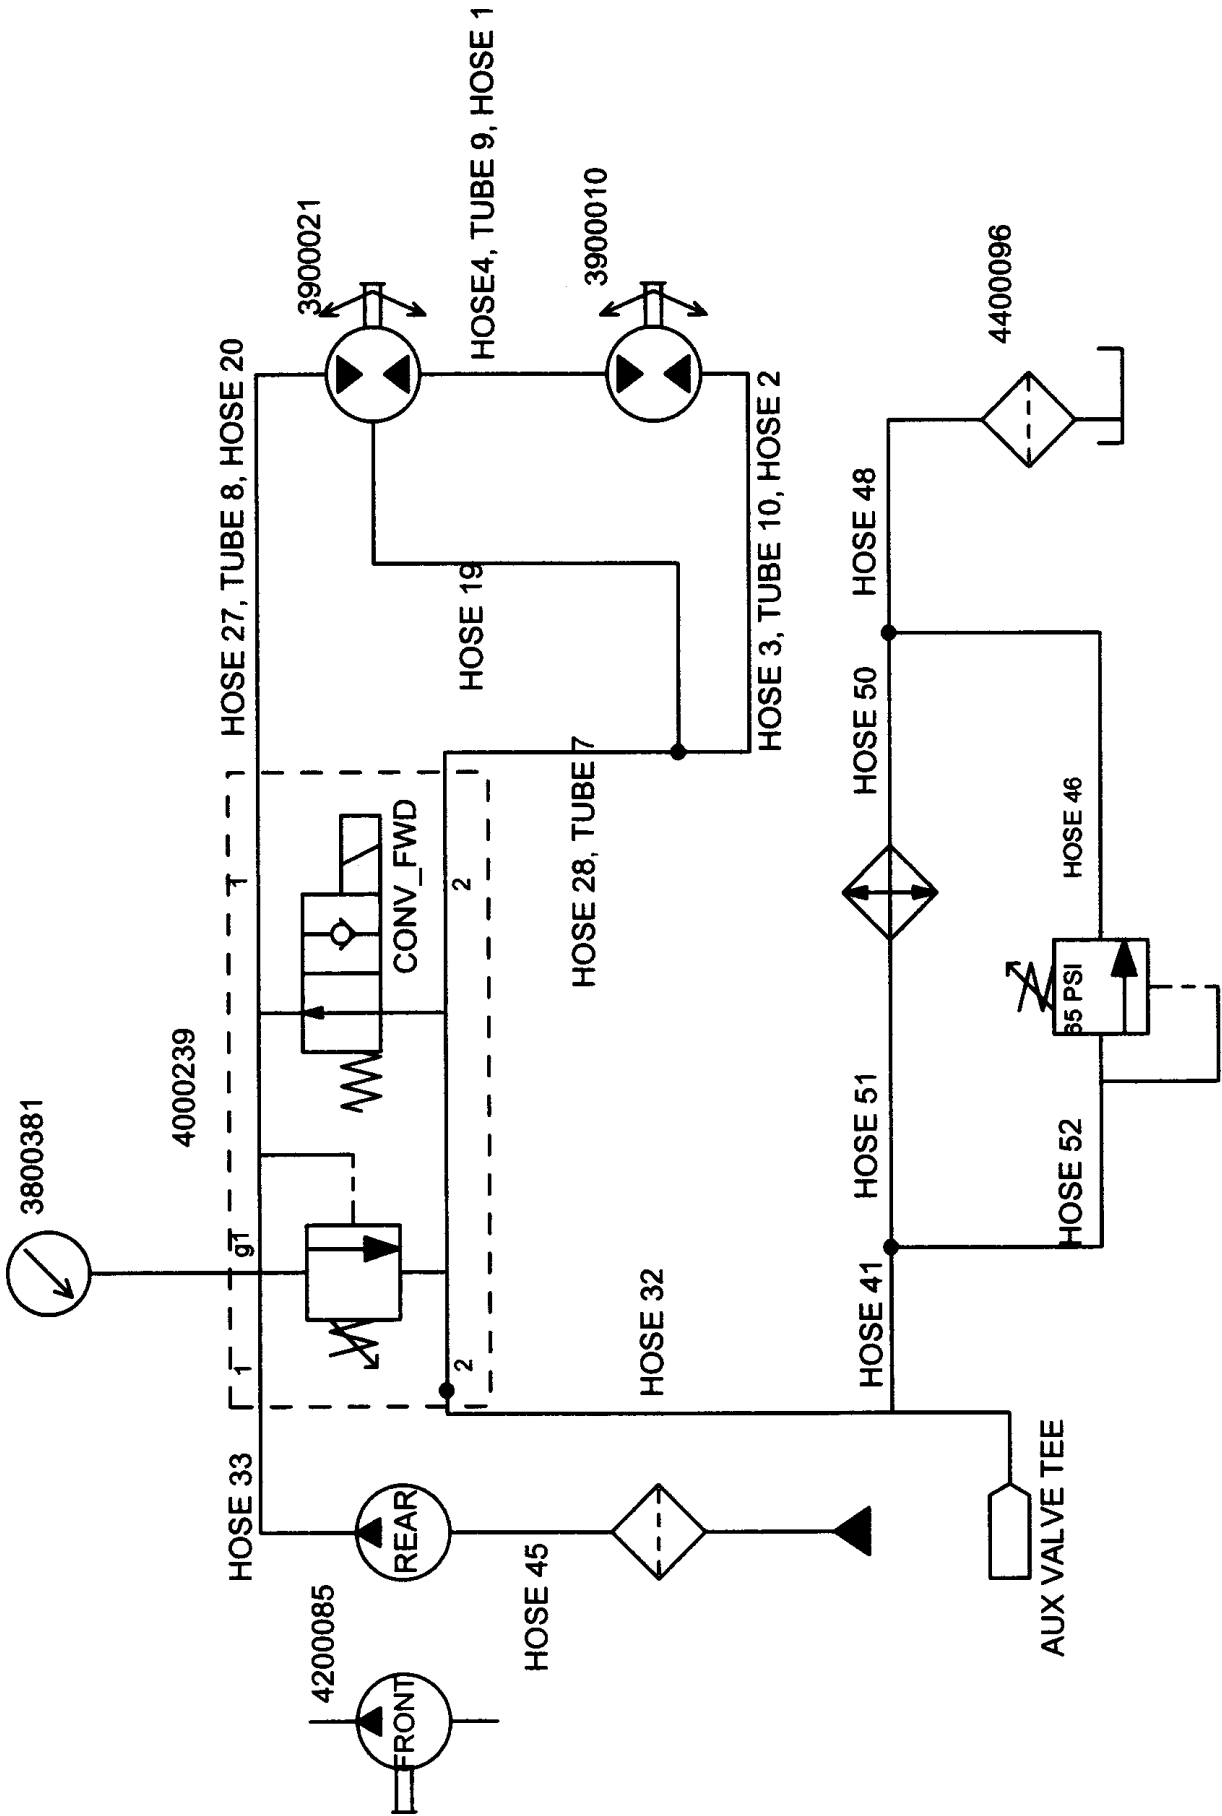 3800381
4000239
g1
1
1
2
2
CONV_FWD
HOSE 33
4200085
FRONT
REAR
HOSE 45
HOSE 27, TUBE 8, HOSE 20
3900021
HOSE4, TUBE 9, HOSE 1
3900010
HOSE 19
HOSE 28, TUBE 7
HOSE 3, TUBE 10, HOSE 2
HOSE 32
HOSE 41
HOSE 51
HOSE 50
HOSE 48
4400096
HOSE 52
65 PSI
HOSE 46
AUX VALVE TEE